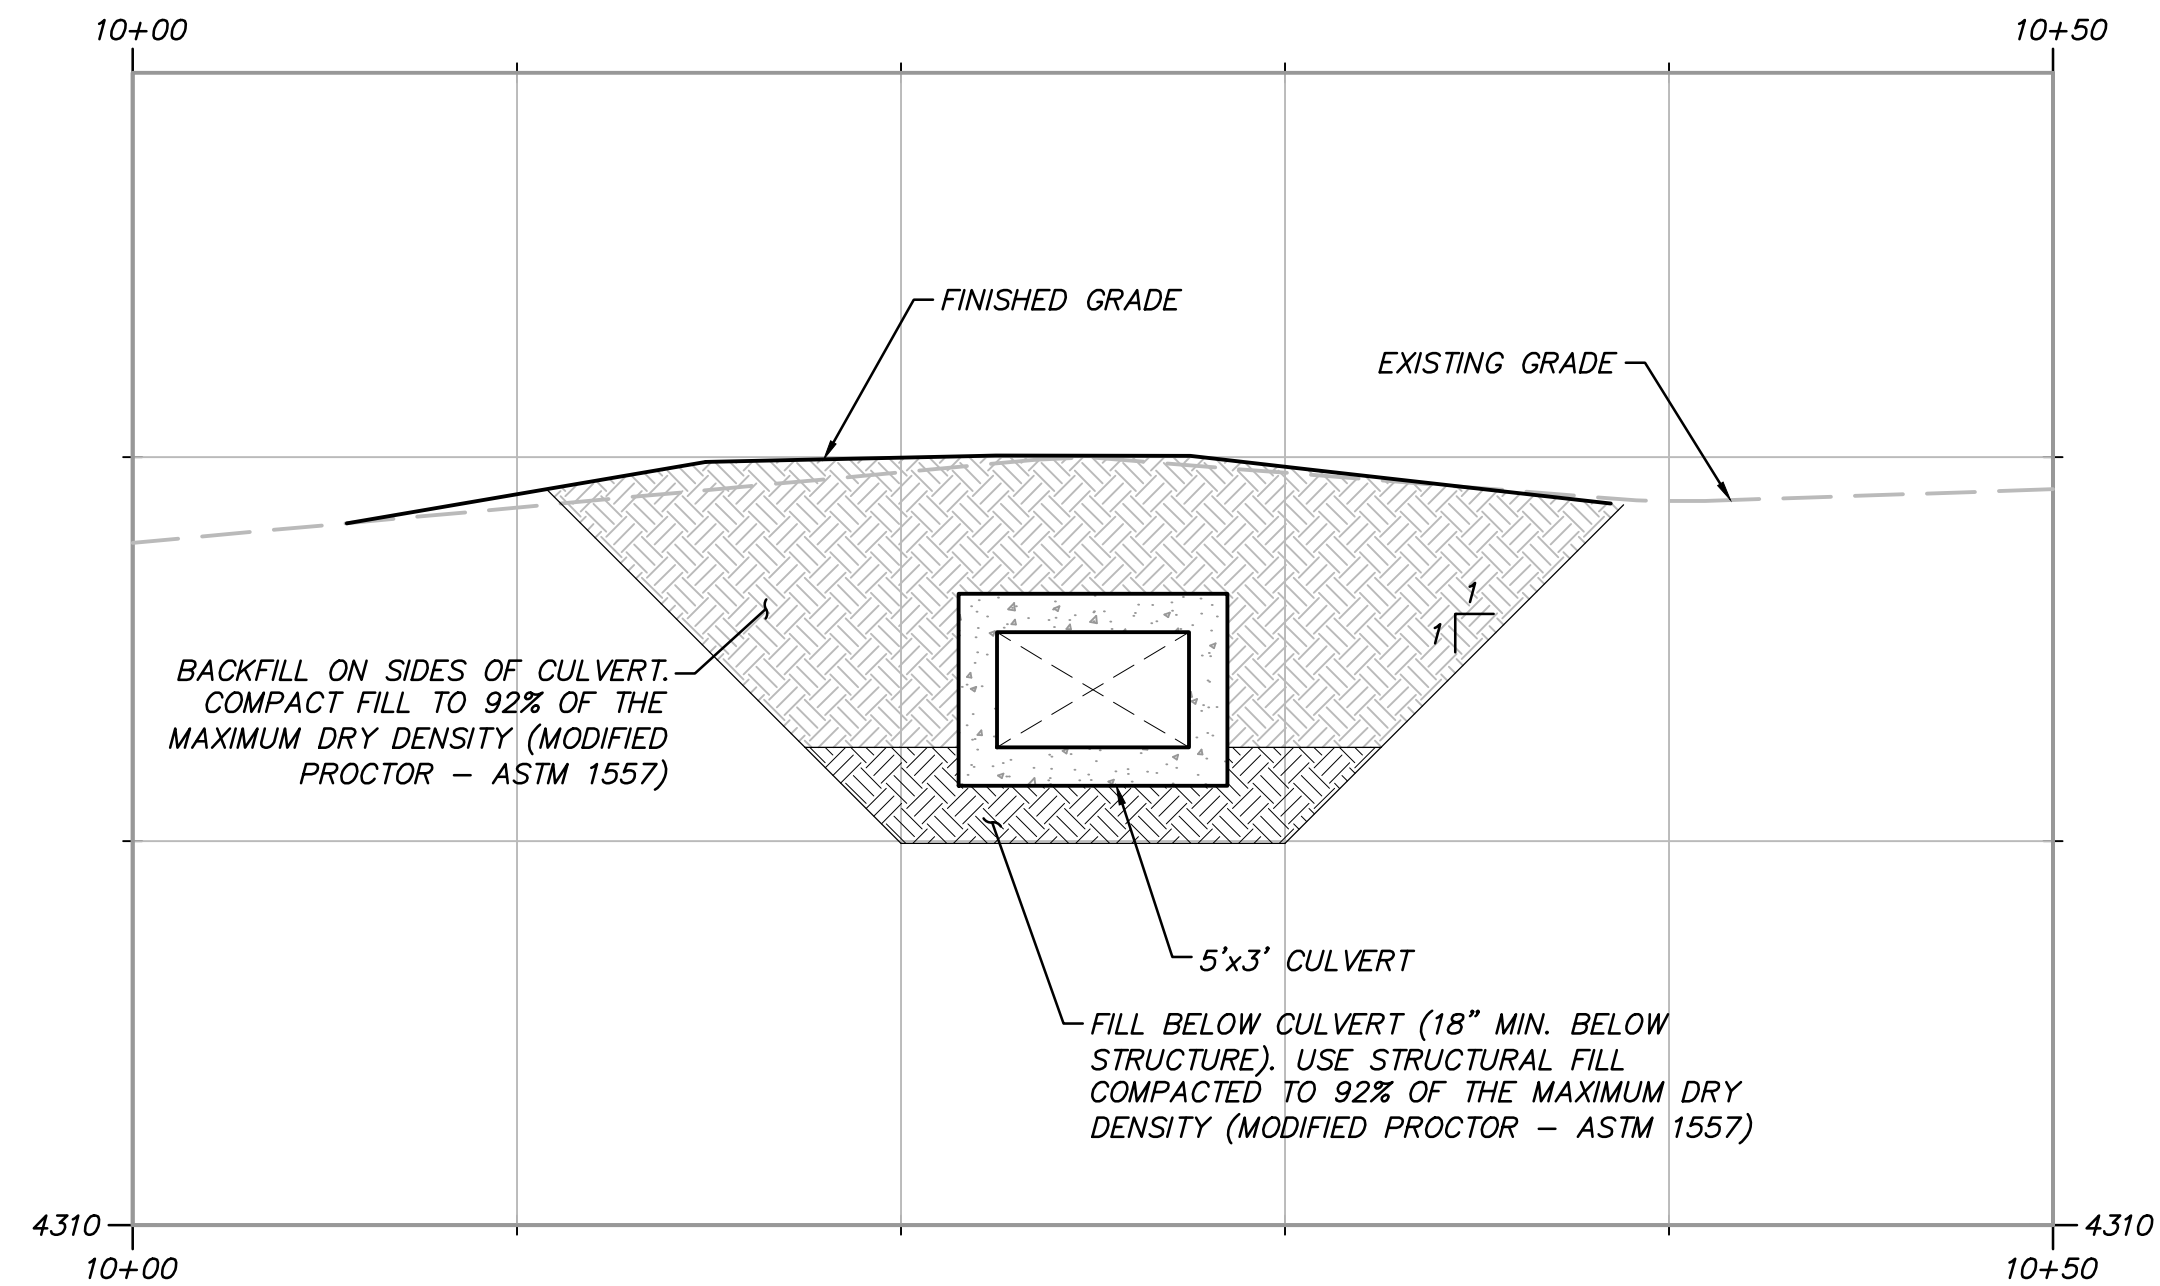 10+00
10+50
FINISHED GRADE
EXISTING GRADE
1
1
BACKFILL ON SIDES OF CULVERT.
COMPACT FILL TO 92% OF THE
MAXIMUM DRY DENSITY (MODIFIED
PROCTOR – ASTM 1557)
5'x3' CULVERT
FILL BELOW CULVERT (18" MIN. BELOW
STRUCTURE). USE STRUCTURAL FILL
COMPACTED TO 92% OF THE MAXIMUM DRY
DENSITY (MODIFIED PROCTOR – ASTM 1557)
4310
4310
10+00
10+50